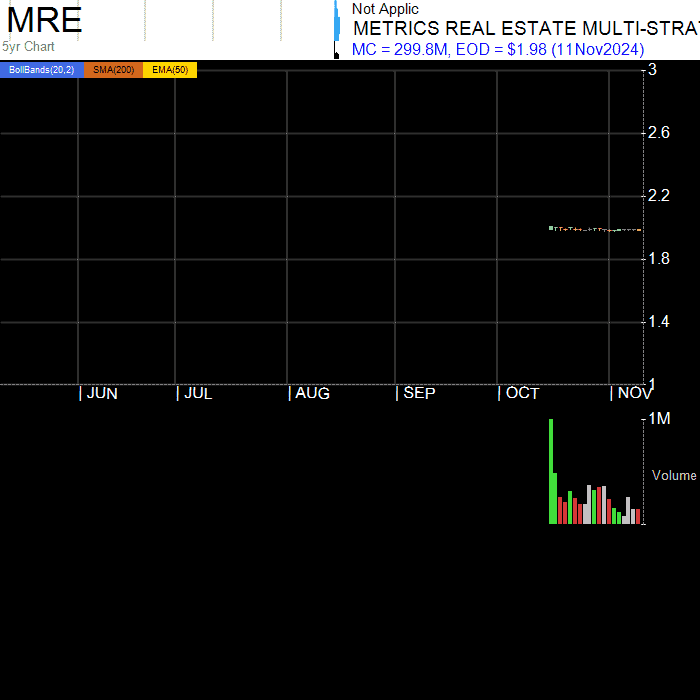 MRE
5yr Chart
Not Applic
METRICS REAL ESTATE MULTI-STRA
MC = 299.8M, EOD = $1.98 (11Nov2024)
BollBands(20,2) SMA(200) EMA(50)
3
2.6
2.2
1.8
1.4
1
| JUN | JUL | AUG | SEP | OCT | NOV
1M
Volume